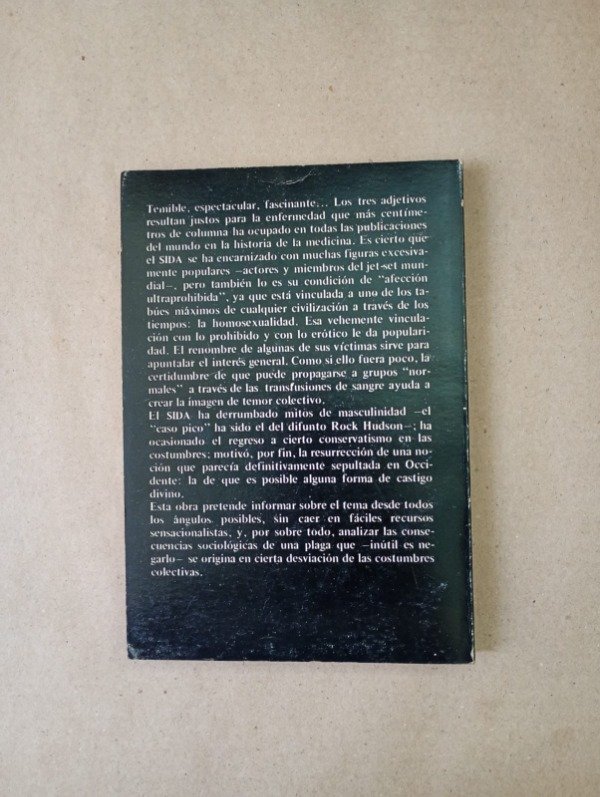 Temible, espectacular, fascinante... Los tres adjetivos
resultan justos para la enfermedad que más centíme-
tros de columna ha ocupado en todas las publicaciones
del mundo en la historia de la medicina. Es cierto que
el SIDA se ha encarnizado con muchas figuras excesiva-
mente populares —actores y miembros del jet-set mun-
dial—, pero también lo es su condición de "afección
ultraprohibida", ya que está vinculada a uno de los ta-
búes máximos de cualquier civilización a través de los
tiempos: la homosexualidad. Esa vehemente vincula-
ción con lo prohibido y con lo erótico le da populari-
dad. El renombre de algunas de sus víctimas sirve para
apuntalar el interés general. Como si ello fuera poco, la
certidumbre de que puede propagarse a grupos "nor-
males" a través de las transfusiones de sangre ayuda a
crear la imagen de temor colectivo.
El SIDA ha derrumbado mitos de masculinidad —el
"caso pico" ha sido el del difunto Rock Hudson—; ha
ocasionado el regreso a cierto conservatismo en las
costumbres; motivó, por fin, la resurrección de una no-
ción que parecía definitivamente sepultada en Occi-
dente: la de que es posible alguna forma de castigo
divino.
Esta obra pretende informar sobre el tema desde todos
los ángulos posibles, sin caer en fáciles recursos
sensacionalistas, y, por sobre todo, analizar las conse-
cuencias sociológicas de una plaga que —inútil es ne-
garlo— se origina en cierta desviación de las costumbres
colectivas.